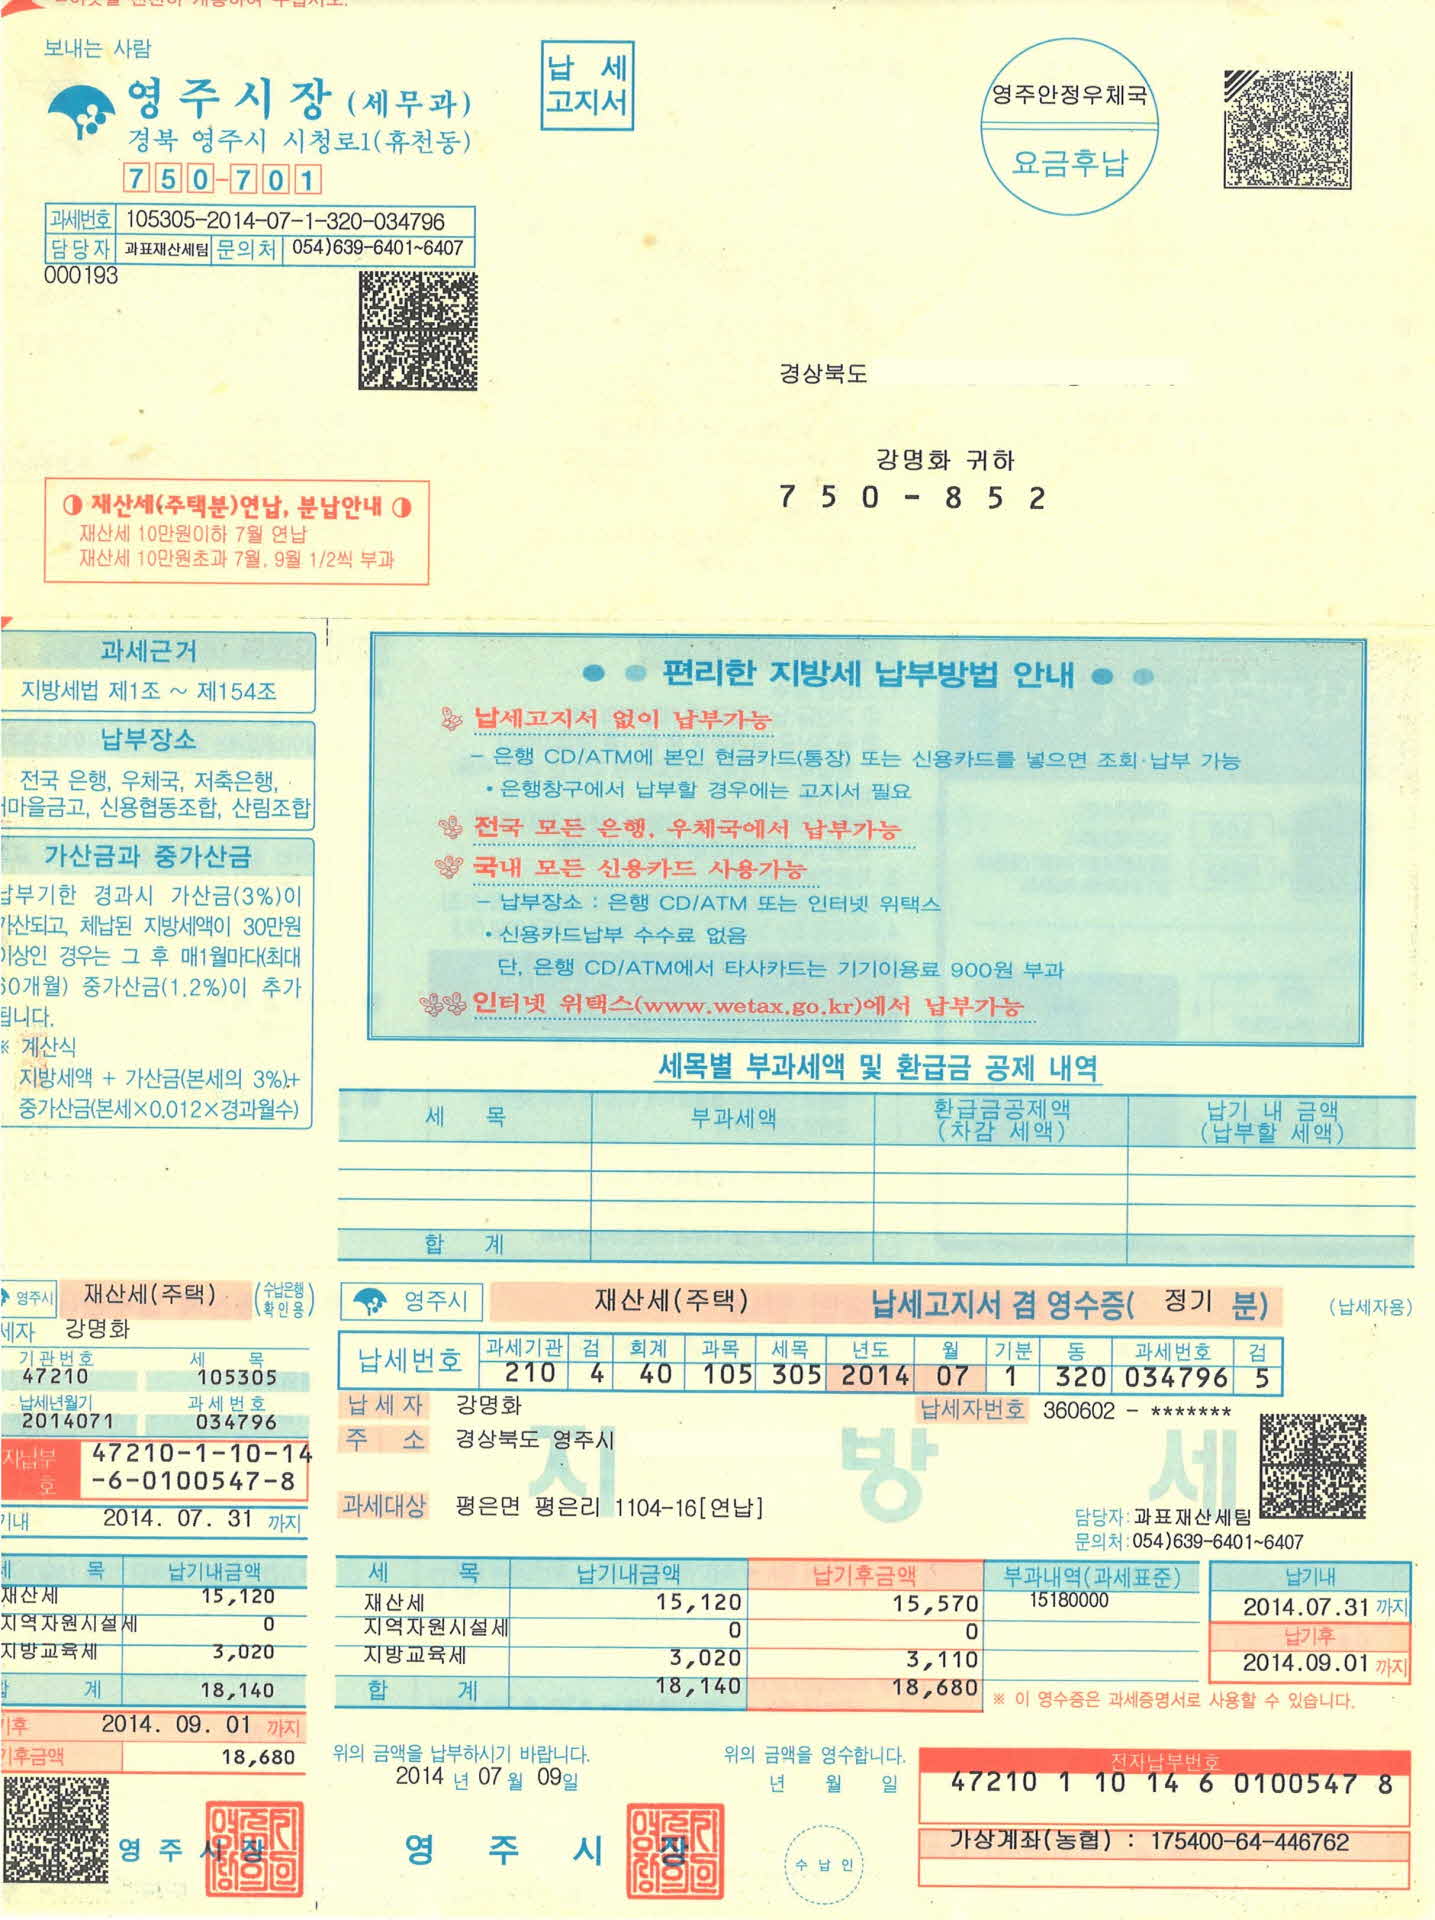 보내는 사람
영주시장 (세무과)
경북 영주시 시청로1(휴천동)
750-701
납 세
고지서
영주안정우체국
요금후납
과세번호 105305-2014-07-1-320-034796
담당자 과표재산세팀 문의처 054)639-6401~6407
000193
경상북도
강명화 귀하
7 5 0 - 8 5 2
재산세(주택분)연납, 분납안내
재산세 10만원이하 7월 연납
재산세 10만원초과 7월, 9월 1/2씩 부과
과세근거
지방세법 제1조 ~ 제154조
납부장소
전국 은행, 우체국, 저축은행,
마을금고, 신용협동조합, 산림조합
가산금과 중가산금
납부기한 경과시 가산금(3%)이
가산되고, 체납된 지방세액이 30만원
이상인 경우는 그 후 매1월마다(최대
60개월) 중가산금(1.2%)이 추가
됩니다.
※ 계산식
지방세액 + 가산금(본세의 3%)+
중가산금(본세×0.012×경과월수)
● ● 편리한 지방세 납부방법 안내 ● ●
납세고지서 없이 납부가능
- 은행 CD/ATM에 본인 현금카드(통장) 또는 신용카드를 넣으면 조회·납부 가능
• 은행창구에서 납부할 경우에는 고지서 필요
전국 모든 은행, 우체국에서 납부가능
국내 모든 신용카드 사용가능
- 납부장소 : 은행 CD/ATM 또는 인터넷 위택스
• 신용카드납부 수수료 없음
단, 은행 CD/ATM에서 타사카드는 기기이용료 900원 부과
인터넷 위택스(www.wetax.go.kr)에서 납부가능
세목별 부과세액 및 환급금 공제 내역
세 목 부과세액 환급금공제액 (차감 세액) 납기 내 금액 (납부할 세액)
합 계
영주시 재산세(주택) (수납은행 확인용)
세자 강명화
기관번호 세 목
47210 105305
납세년월기 과세번호
2014071 034796
자납부
호
47210-1-10-14
-6-0100547-8
기내 2014. 07. 31 까지
세 목 납기내금액
재산세 15,120
지역자원시설세 0
지방교육세 3,020
합 계 18,140
기후 2014. 09. 01 까지
기후금액 18,680
영주시장
영주시 재산세(주택) 납세고지서 겸 영수증( 정기 분) (납세자용)
납세번호 과세기관 검 회계 과목 세목 년도 월 기분 동 과세번호 검
210 4 40 105 305 2014 07 1 320 034796 5
납세자 강명화 납세자번호 360602 - *******
주 소 경상북도 영주시
지 방 세
과세대상 평은면 평은리 1104-16[연납]
담당자: 과표재산세팀
문의처: 054)639-6401~6407
세 목 납기내금액 납기후금액 부과내역(과세표준) 납기내
재산세 15,120 15,570 15180000 2014.07.31 까지
지역자원시설세 0 0 납기후
지방교육세 3,020 3,110 2014.09.01 까지
합 계 18,140 18,680
※ 이 영수증은 과세증명서로 사용할 수 있습니다.
위의 금액을 납부하시기 바랍니다.
2014 년 07 월 09일
위의 금액을 영수합니다.
년 월 일
영 주 시 장
수 납 인
전자납부번호
47210 1 10 14 6 0100547 8
가상계좌(농협) : 175400-64-446762